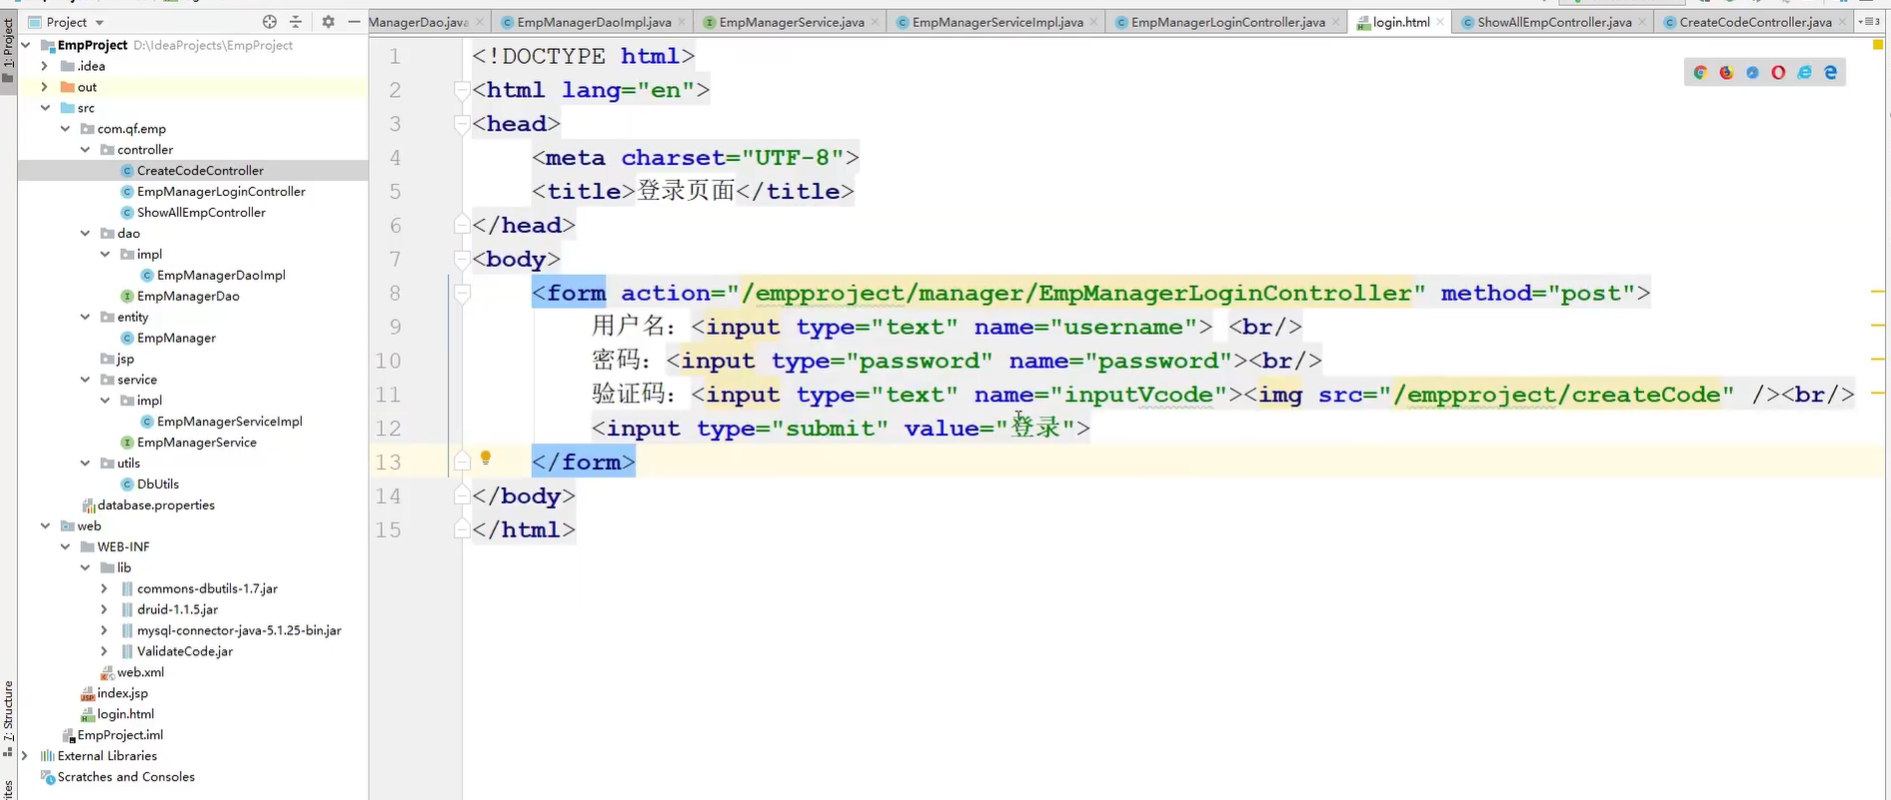 Project
ManagerDao.java
EmpManagerDaoImpl.java
EmpManagerService.java
EmpManagerServiceImpl.java
EmpManagerLoginController.java
login.html
ShowAllEmpController.java
CreateCodeController.java
1: Project
EmpProject D:\IdeaProjects\EmpProject
.idea
out
src
com.qf.emp
controller
CreateCodeController
EmpManagerLoginController
ShowAllEmpController
dao
impl
EmpManagerDaoImpl
EmpManagerDao
entity
EmpManager
jsp
service
impl
EmpManagerServiceImpl
EmpManagerService
utils
DbUtils
database.properties
web
WEB-INF
lib
commons-dbutils-1.7.jar
druid-1.1.5.jar
mysql-connector-java-5.1.25-bin.jar
ValidateCode.jar
web.xml
index.jsp
login.html
EmpProject.iml
External Libraries
Scratches and Consoles
7: Structure
1 <!DOCTYPE html>
2 <html lang="en">
3 <head>
4 <meta charset="UTF-8">
5 <title>登录页面</title>
6 </head>
7 <body>
8 <form action="/empproject/manager/EmpManagerLoginController" method="post">
9 用户名：<input type="text" name="username"> <br/>
10 密码：<input type="password" name="password"><br/>
11 验证码：<input type="text" name="inputVcode"><img src="/empproject/createCode" /><br/>
12 <input type="submit" value="登录">
13 </form>
14 </body>
15 </html>